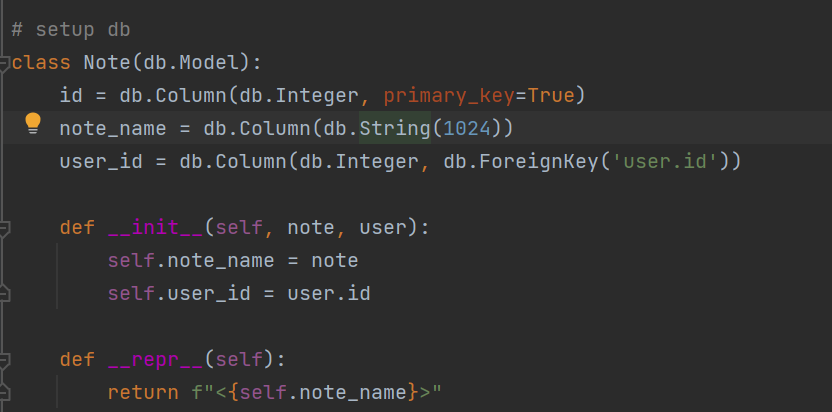 # setup db
class Note(db.Model):
    id = db.Column(db.Integer, primary_key=True)
    note_name = db.Column(db.String(1024))
    user_id = db.Column(db.Integer, db.ForeignKey('user.id'))
    def __init__(self, note, user):
        self.note_name = note
        self.user_id = user.id
    def __repr__(self):
        return f"<{self.note_name}>"